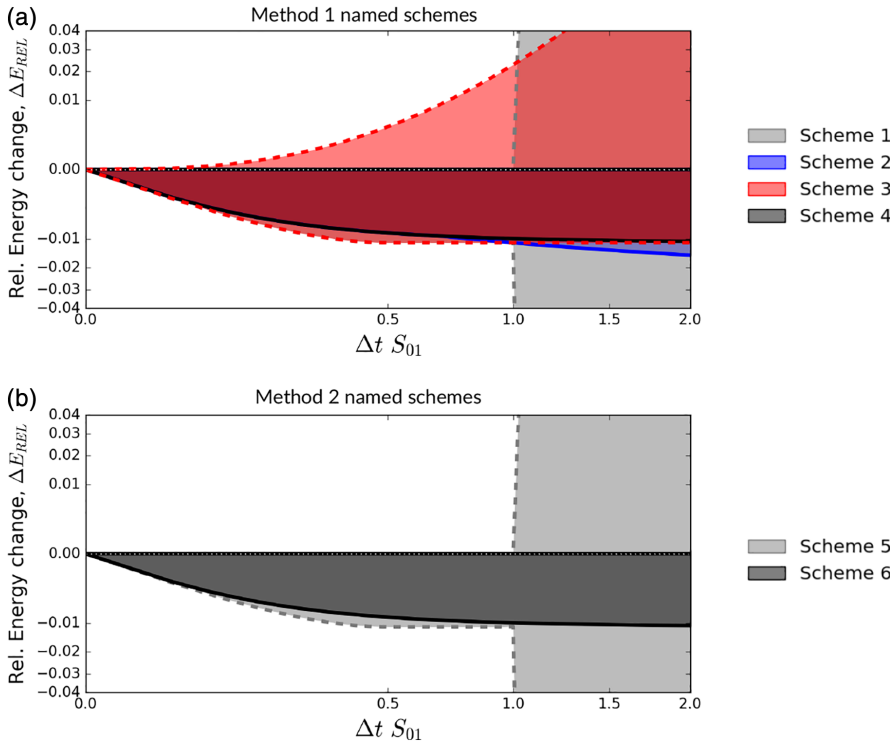 (a)
Method 1 named schemes
Rel. Energy change, ΔE_REL
0.04
0.03
0.02
0.01
0.00
−0.01
−0.02
−0.03
−0.04
0.0
0.5
1.0
1.5
2.0
Δt S_01
Scheme 1
Scheme 2
Scheme 3
Scheme 4
(b)
Method 2 named schemes
Rel. Energy change, ΔE_REL
0.04
0.03
0.02
0.01
0.00
−0.01
−0.02
−0.03
−0.04
0.0
0.5
1.0
1.5
2.0
Δt S_01
Scheme 5
Scheme 6